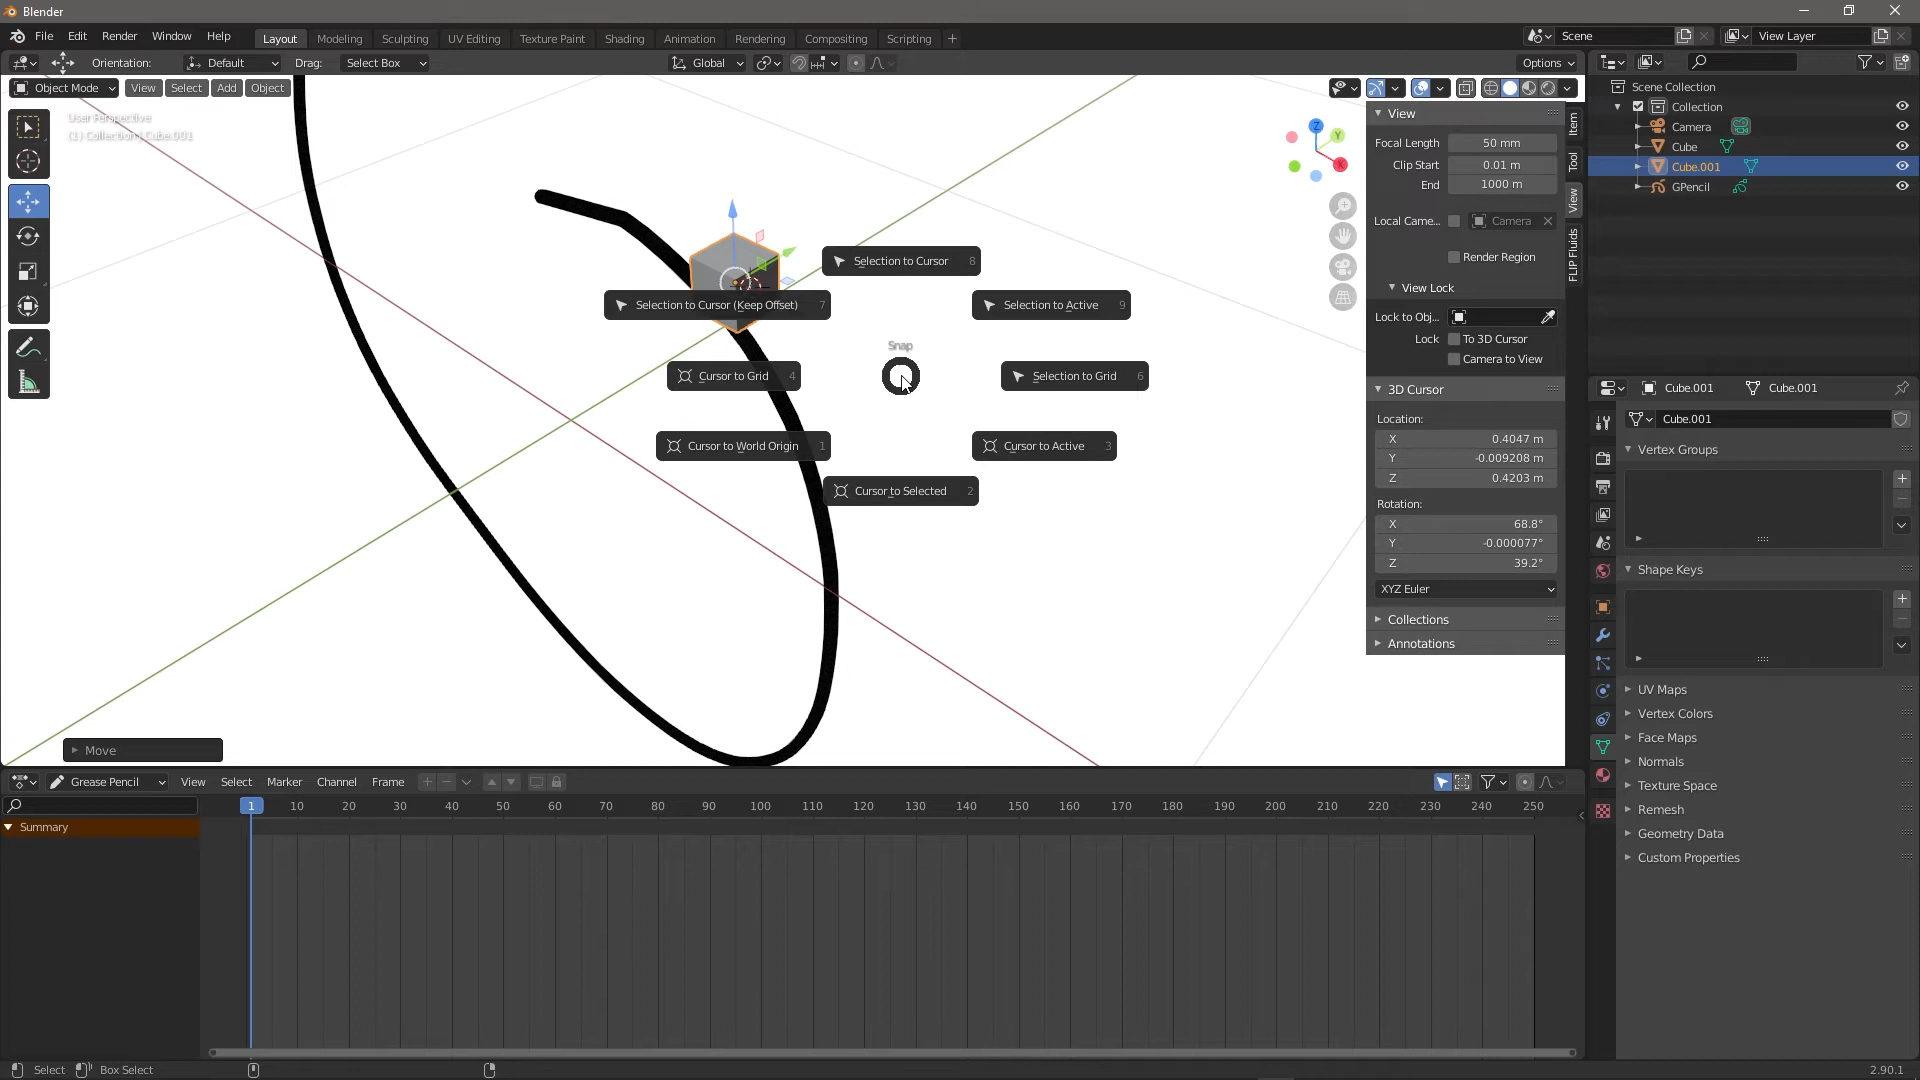 Blender
File Edit Render Window Help
Layout Modeling Sculpting UV Editing Texture Paint Shading Animation Rendering Compositing Scripting +
Scene
View Layer
Orientation: Default Drag: Select Box
Global
Options
Object Mode View Select Add Object
User Perspective
(1) Collection | Cube.001
Z
Y
X
Selection to Cursor 8
Selection to Cursor (Keep Offset) 7
Selection to Active 9
Snap
Cursor to Grid 4
Selection to Grid 6
Cursor to World Origin 1
Cursor to Active 3
Cursor to Selected 2
Move
View
Focal Length 50 mm
Clip Start 0.01 m
End 1000 m
Local Came... Camera
Render Region
View Lock
Lock to Obj...
Lock To 3D Cursor
Camera to View
3D Cursor
Location:
X 0.4047 m
Y -0.009208 m
Z 0.4203 m
Rotation:
X 68.8°
Y -0.000077°
Z 39.2°
XYZ Euler
Collections
Annotations
Item
Tool
View
FLIP Fluids
Scene Collection
Collection
Camera
Cube
Cube.001
GPencil
Cube.001 Cube.001
Cube.001
Vertex Groups
Shape Keys
UV Maps
Vertex Colors
Face Maps
Normals
Texture Space
Remesh
Geometry Data
Custom Properties
Grease Pencil View Select Marker Channel Frame
1 10 20 30 40 50 60 70 80 90 100 110 120 130 140 150 160 170 180 190 200 210 220 230 240 250
Summary
Select Box Select
2.90.1